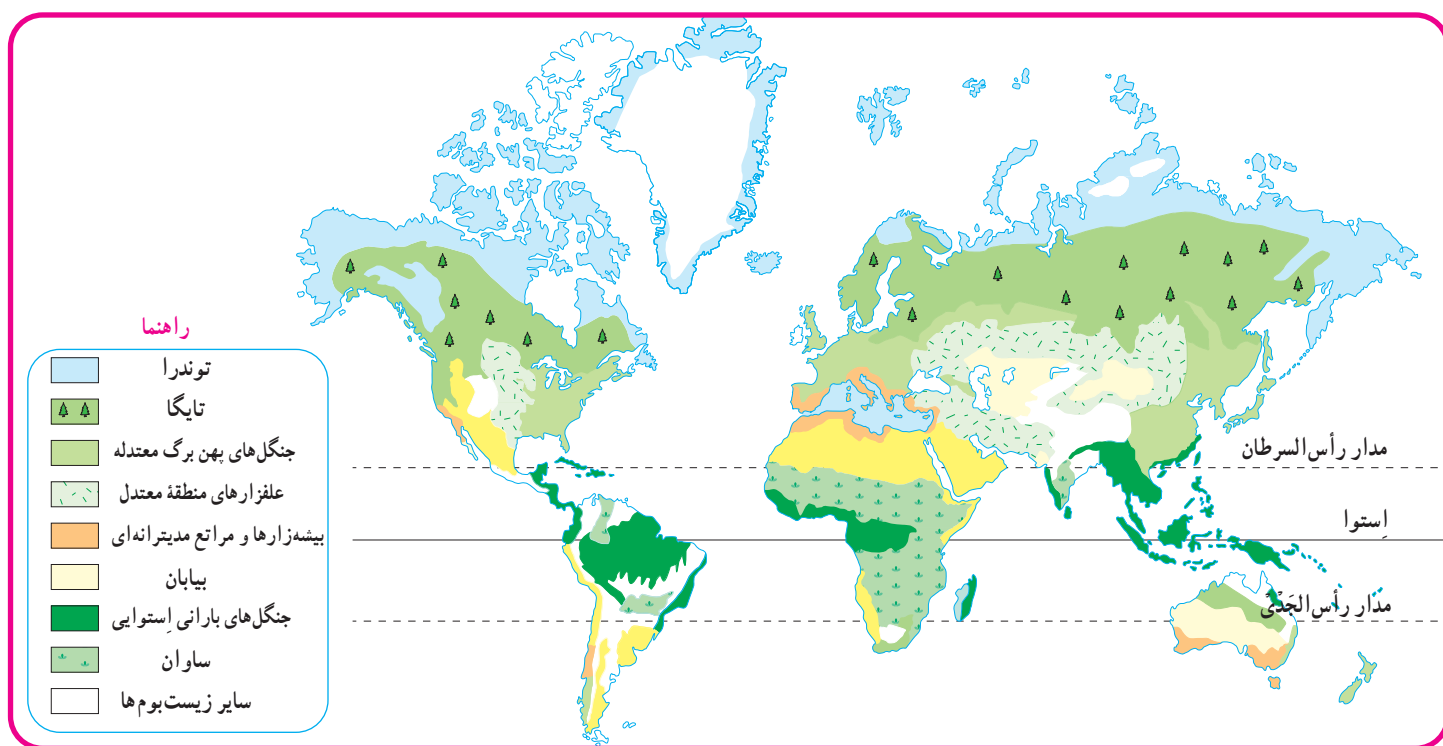 راهنما
توندرا
تایگا
جنگل‌های پهن برگ معتدله
علفزارهای منطقهٔ معتدل
بیشه‌زارها و مراتع مدیترانه‌ای
بیابان
جنگل‌های بارانی اِستوایی
ساوان
سایر زیست‌بوم‌ها
مدار رأس‌السرطان
اِستوا
مدار رأس‌الجَدْیْ